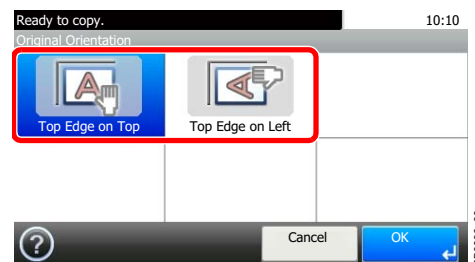 Ready to copy. 10:10
Original Orientation
A A
Top Edge on Top Top Edge on Left
? Cancel OK